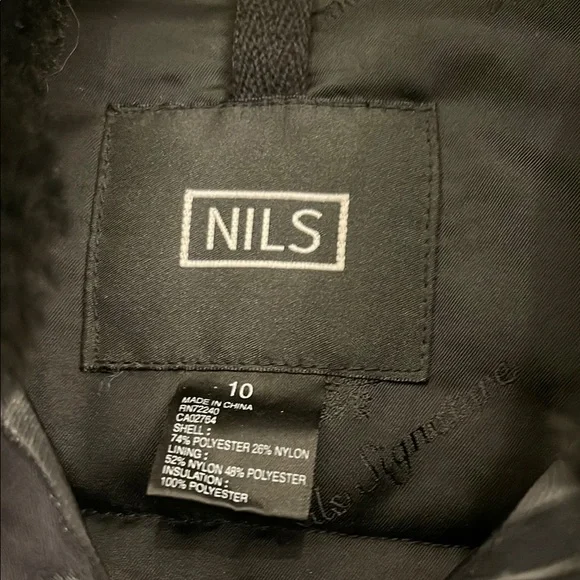 NILS
10
MADE IN CHINA
RN72240
CA02764
SHELL :
74% POLYESTER 26% NYLON
LINING :
52% NYLON 48% POLYESTER
INSULATION :
100% POLYESTER